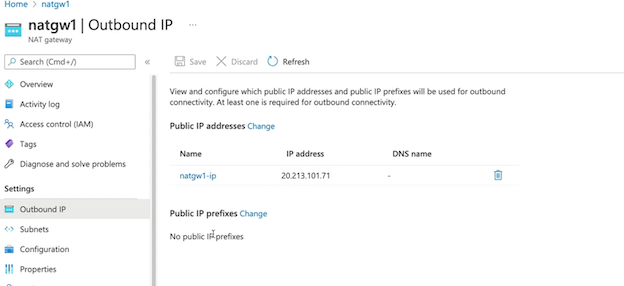 Home > natgw1 >
natgw1 | Outbound IP ...
NAT gateway
Search (Cmd+/)
«
Save Discard Refresh
Overview
Activity log
Access control (IAM)
Tags
Diagnose and solve problems
Settings
Outbound IP
Subnets
Configuration
Properties
View and configure which public IP addresses and public IP prefixes will be used for outbound
connectivity. At least one is required for outbound connectivity.
Public IP addresses Change
Name IP address DNS name
natgw1-ip 20.213.101.71 -
Public IP prefixes Change
No public IP prefixes